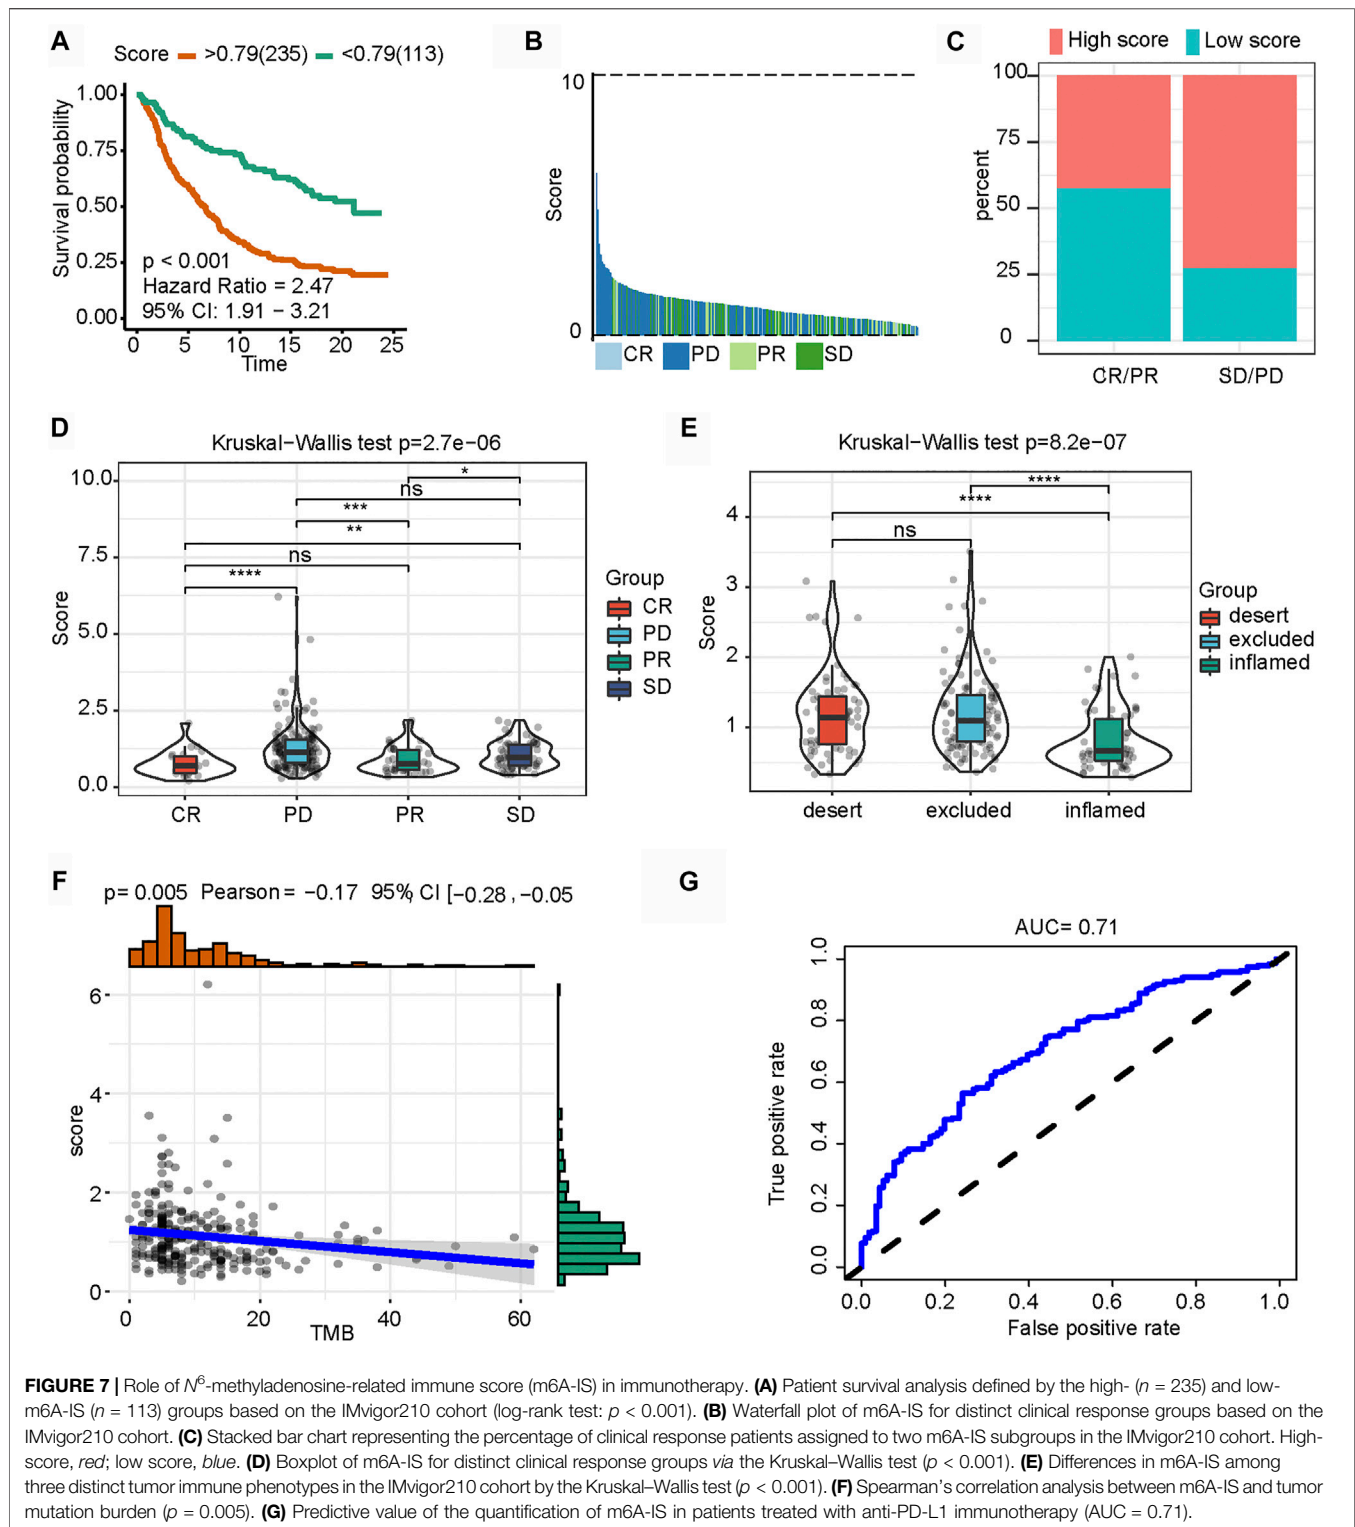 A
Score >0.79(235) <0.79(113)
Survival probability
1.00
0.75
0.50
0.25
0.00
p < 0.001
Hazard Ratio = 2.47
95% CI: 1.91 − 3.21
0 5 10 15 20 25
Time
B
Score
10
0
CR PD PR SD
C
High score Low score
percent
100
75
50
25
0
CR/PR SD/PD
D
Kruskal−Wallis test p=2.7e−06
Score
10.0
7.5
5.0
2.5
0.0
*
ns
***
**
ns
****
CR PD PR SD
Group
CR
PD
PR
SD
E
Kruskal−Wallis test p=8.2e−07
Score
4
3
2
1
****
****
ns
desert excluded inflamed
Group
desert
excluded
inflamed
F
p= 0.005 Pearson = −0.17 95% CI [−0.28 , −0.05
score
6
4
2
0
0 20 40 60
TMB
G
AUC= 0.71
True positive rate
1.0
0.8
0.6
0.4
0.2
0.0
0.0 0.2 0.4 0.6 0.8 1.0
False positive rate
FIGURE 7 | Role of N⁶-methyladenosine-related immune score (m6A-IS) in immunotherapy. (A) Patient survival analysis defined by the high- (n = 235) and low-
m6A-IS (n = 113) groups based on the IMvigor210 cohort (log-rank test: p < 0.001). (B) Waterfall plot of m6A-IS for distinct clinical response groups based on the
IMvigor210 cohort. (C) Stacked bar chart representing the percentage of clinical response patients assigned to two m6A-IS subgroups in the IMvigor210 cohort. High-
score, red; low score, blue. (D) Boxplot of m6A-IS for distinct clinical response groups via the Kruskal–Wallis test (p < 0.001). (E) Differences in m6A-IS among
three distinct tumor immune phenotypes in the IMvigor210 cohort by the Kruskal–Wallis test (p < 0.001). (F) Spearman's correlation analysis between m6A-IS and tumor
mutation burden (p = 0.005). (G) Predictive value of the quantification of m6A-IS in patients treated with anti-PD-L1 immunotherapy (AUC = 0.71).